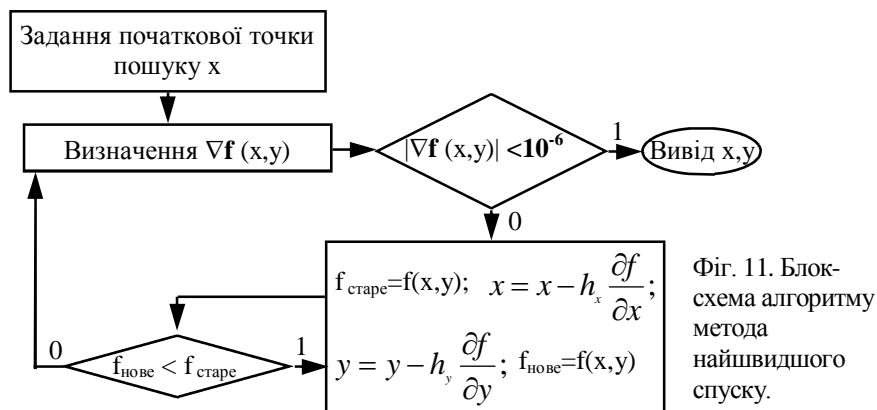 Задання початкової точки
пошуку x
Визначення ∇f (x,y)
|∇f (x,y)| <10⁻⁶
1
Вивід x,y
0
f старе=f(x,y); x = x − hₓ ∂f/∂x;
y = y − h_y ∂f/∂y; fнове=f(x,y)
0
fнове < f старе
1
Фіг. 11. Блок-
схема алгоритму
метода
найшвидшого
спуску.